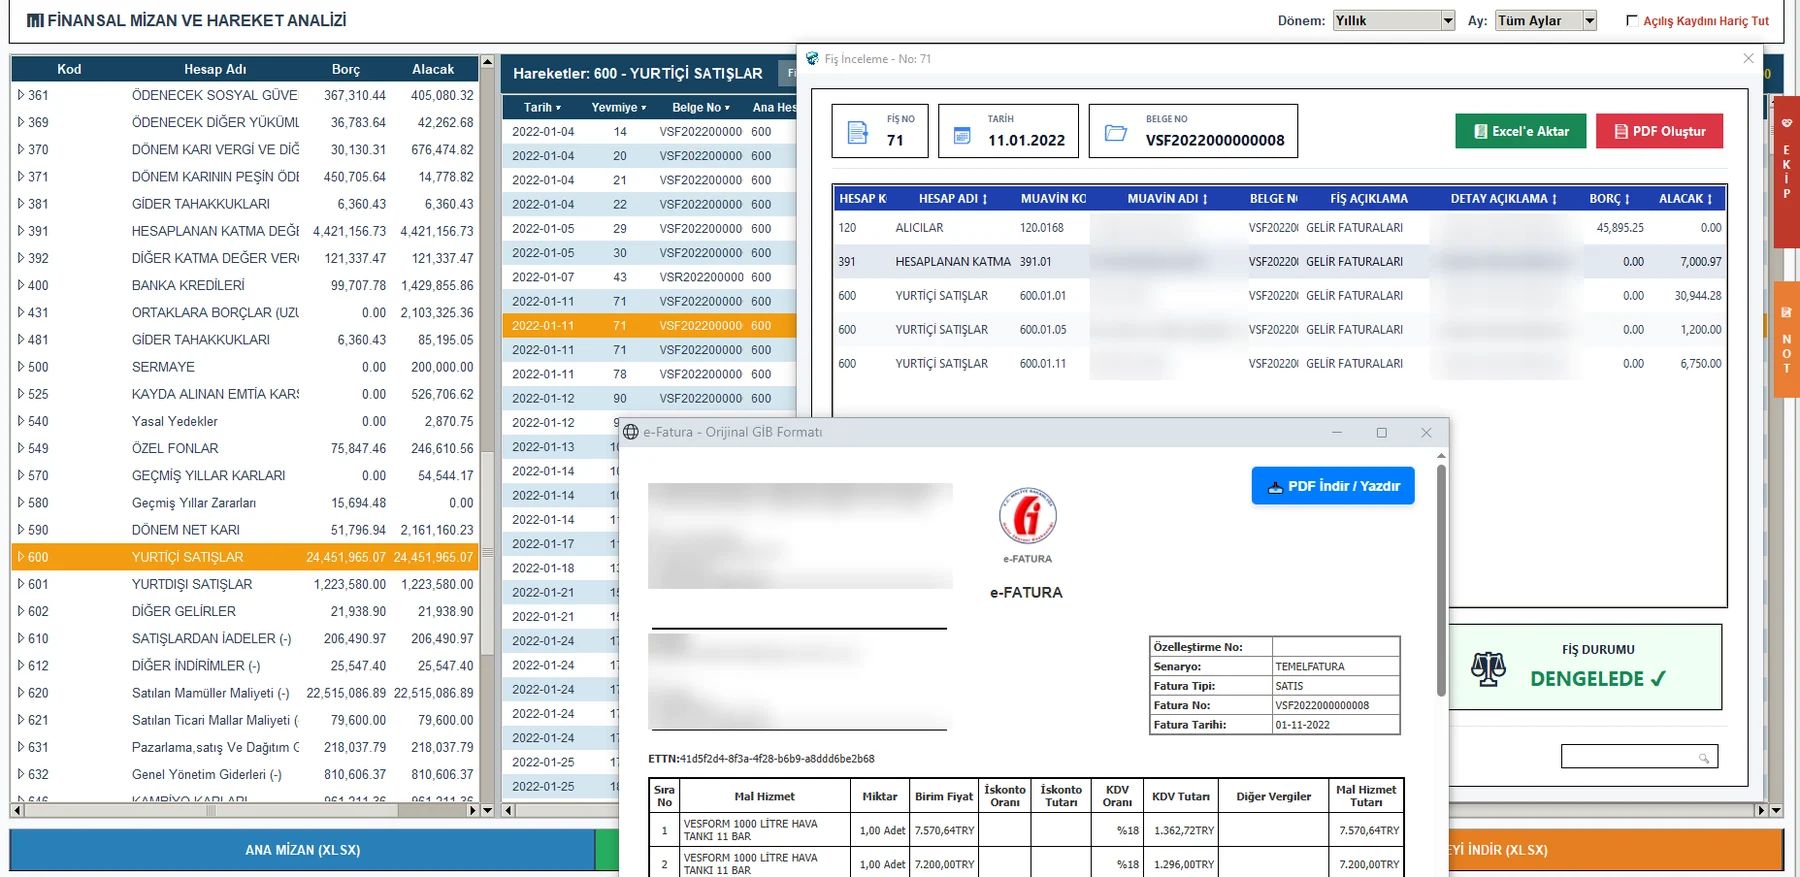 FİNANSAL MİZAN VE HAREKET ANALİZİ
Dönem: Yıllık Ay: Tüm Aylar Açılış Kaydını Hariç Tut
Kod Hesap Adı Borç Alacak
361 ÖDENECEK SOSYAL GÜVE 367,310.44 405,080.32
369 ÖDENECEK DİĞER YÜKÜML 36,783.64 42,262.68
370 DÖNEM KARI VERGİ VE DİĞ 30,130.31 676,474.82
371 DÖNEM KARININ PEŞİN ÖDE 450,705.64 14,778.82
381 GİDER TAHAKKUKLARI 6,360.43 6,360.43
391 HESAPLANAN KATMA DEĞE 4,421,156.73 4,421,156.73
392 DİĞER KATMA DEĞER VER 121,337.47 121,337.47
400 BANKA KREDİLERİ 99,707.78 1,429,855.86
431 ORTAKLARA BORÇLAR (UZU 0.00 2,103,325.36
481 GİDER TAHAKKUKLARI 6,360.43 85,195.05
500 SERMAYE 0.00 200,000.00
525 KAYDA ALINAN EMTİA KARŞ 0.00 526,706.62
540 Yasal Yedekler 0.00 2,870.75
549 ÖZEL FONLAR 75,847.46 246,610.56
570 GEÇMİŞ YILLAR KARLARI 0.00 54,544.17
580 Geçmiş Yıllar Zararları 15,694.48 0.00
590 DÖNEM NET KARI 51,796.94 2,161,160.23
600 YURTİÇİ SATIŞLAR 24,451,965.07 24,451,965.07
601 YURTDIŞI SATIŞLAR 1,223,580.00 1,223,580.00
602 DİĞER GELİRLER 21,938.90 21,938.90
610 SATIŞLARDAN İADELER (-) 206,490.97 206,490.97
612 DİĞER İNDİRİMLER (-) 25,547.40 25,547.40
620 Satılan Mamüller Maliyeti (-) 22,515,086.89 22,515,086.89
621 Satılan Ticari Mallar Maliyeti ( 79,600.00 79,600.00
631 Pazarlama,satış Ve Dağıtım G 218,037.79 218,037.79
632 Genel Yönetim Giderleri (-) 810,606.37 810,606.37
646 KAMBİYO KARLARI 961,211.36 961,211.36
ANA MİZAN (XLSX)
Hareketler: 600 - YURTİÇİ SATIŞLAR
Tarih Yevmiye Belge No Ana Hes
2022-01-04 14 VSF202200000 600
2022-01-04 20 VSF202200000 600
2022-01-04 21 VSF202200000 600
2022-01-04 22 VSF202200000 600
2022-01-05 29 VSF202200000 600
2022-01-05 30 VSF202200000 600
2022-01-07 43 VSR202200000 600
2022-01-11 71 VSF202200000 600
2022-01-11 71 VSF202200000 600
2022-01-11 71 VSF202200000 600
2022-01-11 78 VSF202200000 600
2022-01-12 90 VSF202200000 600
2022-01-12
2022-01-13
2022-01-14
2022-01-14
2022-01-14
2022-01-17
2022-01-18
2022-01-21
2022-01-21
2022-01-24
2022-01-24
2022-01-24
2022-01-24
2022-01-24
2022-01-25
2022-01-25
Fiş İnceleme - No: 71
FİŞ NO
71
TARİH
11.01.2022
BELGE NO
VSF2022000000008
Excel'e Aktar
PDF Oluştur
HESAP K HESAP ADI MUAVİN KO MUAVİN ADI BELGE N FİŞ AÇIKLAMA DETAY AÇIKLAMA BORÇ ALACAK
120 ALICILAR 120.0168 VSF20220 GELİR FATURALARI 45,895.25 0.00
391 HESAPLANAN KATMA 391.01 VSF20220 GELİR FATURALARI 0.00 7,000.97
600 YURTİÇİ SATIŞLAR 600.01.01 VSF20220 GELİR FATURALARI 0.00 30,944.28
600 YURTİÇİ SATIŞLAR 600.01.05 VSF20220 GELİR FATURALARI 0.00 1,200.00
600 YURTİÇİ SATIŞLAR 600.01.11 VSF20220 GELİR FATURALARI 0.00 6,750.00
FİŞ DURUMU
DENGELEDE ✓
EKİP
NOT
e-Fatura - Orijinal GİB Formatı
PDF İndir / Yazdır
e-FATURA
e-FATURA
Özelleştirme No:
Senaryo: TEMELFATURA
Fatura Tipi: SATIS
Fatura No: VSF2022000000008
Fatura Tarihi: 01-11-2022
ETTN:41d5f2d4-8f3a-4f28-b6b9-a8ddd6be2b68
Sıra No Mal Hizmet Miktar Birim Fiyat İskonto Oranı İskonto Tutarı KDV Oranı KDV Tutarı Diğer Vergiler Mal Hizmet Tutarı
1 VESFORM 1000 LİTRE HAVA TANKI 11 BAR 1,00 Adet 7.570,64TRY %18 1.362,72TRY 7.570,64TRY
2 VESFORM 1000 LİTRE HAVA TANKI 11 BAR 1,00 Adet 7.200,00TRY %18 1.296,00TRY 7.200,00TRY
EYİ İNDİR (XLSX)